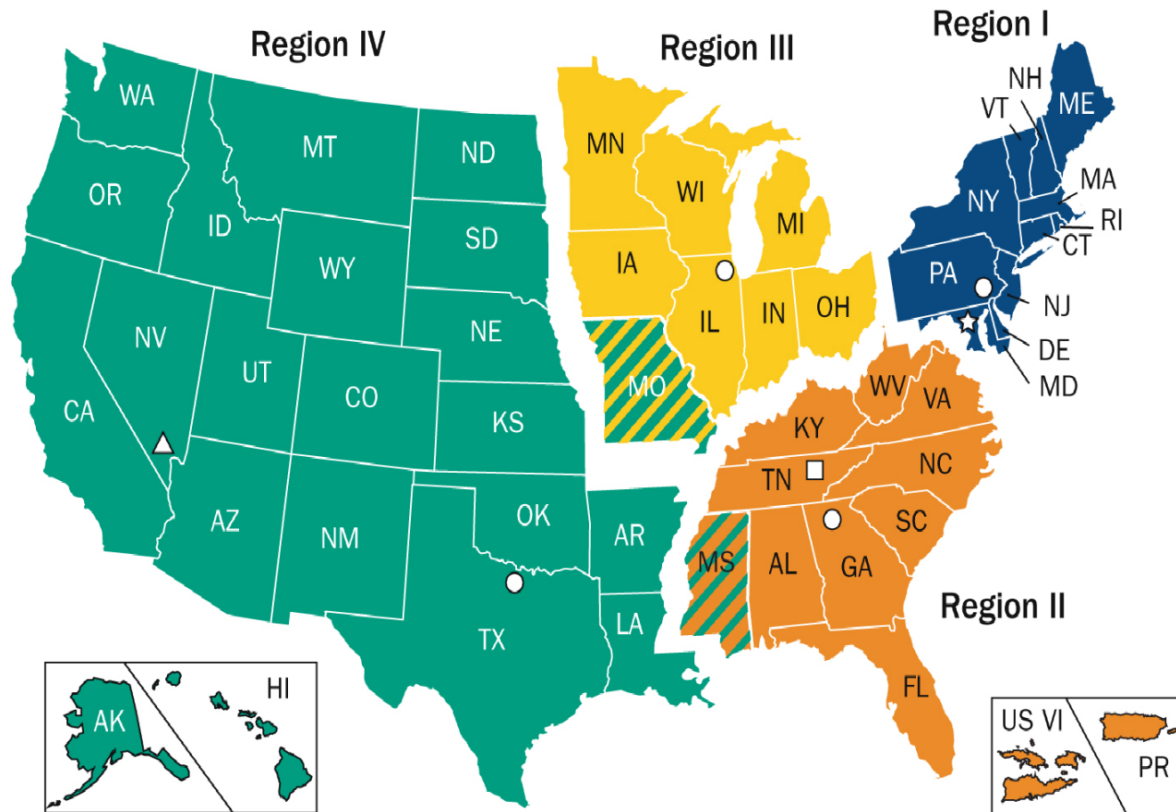 Region IV
Region III
Region I
WA
MT
ND
OR
ID
SD
WY
NE
NV
UT
CO
KS
CA
AZ
NM
OK
AR
TX
LA
MN
WI
MI
IA
IL
IN
OH
MO
NH
VT
ME
MA
NY
RI
CT
PA
NJ
DE
MD
WV
VA
KY
NC
TN
SC
MS
AL
GA
Region II
FL
HI
AK
US VI
PR